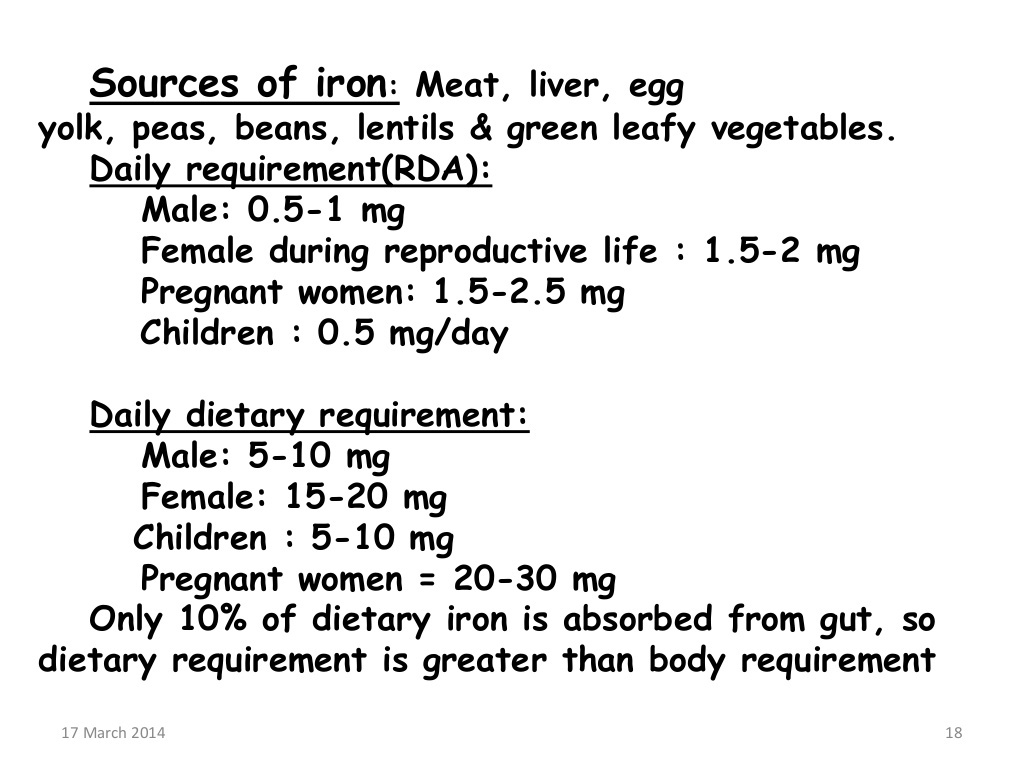 Sources of iron: Meat, liver, egg
yolk, peas, beans, lentils & green leafy vegetables.
Daily requirement(RDA):
Male: 0.5-1 mg
Female during reproductive life : 1.5-2 mg
Pregnant women: 1.5-2.5 mg
Children : 0.5 mg/day
Daily dietary requirement:
Male: 5-10 mg
Female: 15-20 mg
Children : 5-10 mg
Pregnant women = 20-30 mg
Only 10% of dietary iron is absorbed from gut, so
dietary requirement is greater than body requirement
17 March 2014 18